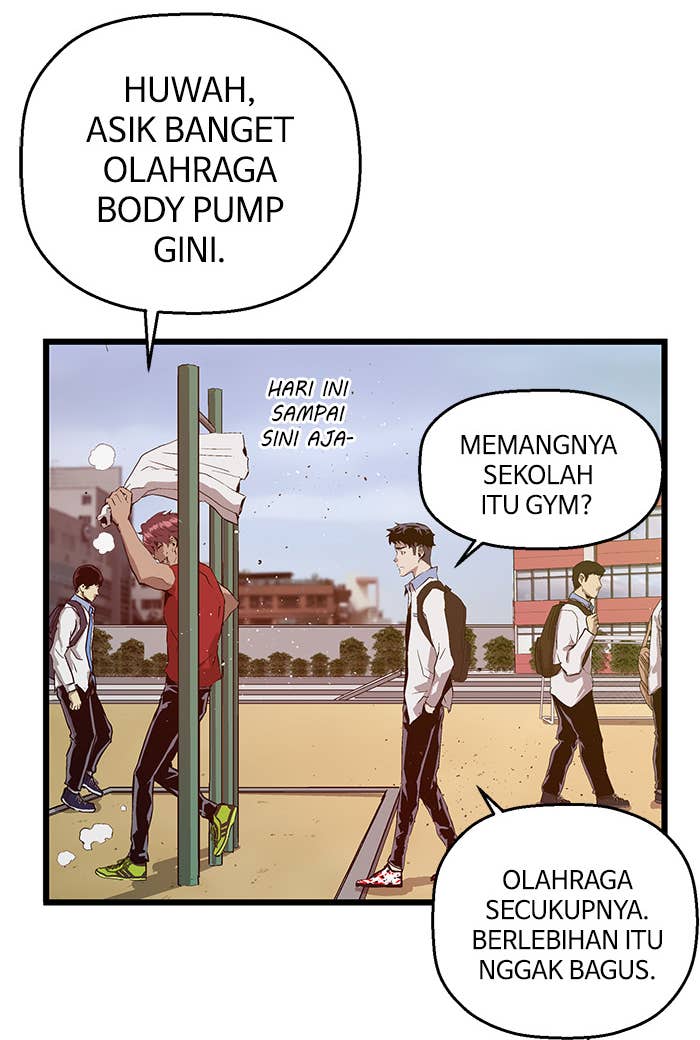 HUWAH,
ASIK BANGET
OLAHRAGA
BODY PUMP
GINI.
HARI INI
SAMPAI
SINI AJA-
MEMANGNYA
SEKOLAH
ITU GYM?
OLAHRAGA
SECUKUPNYA.
BERLEBIHAN ITU
NGGAK BAGUS.